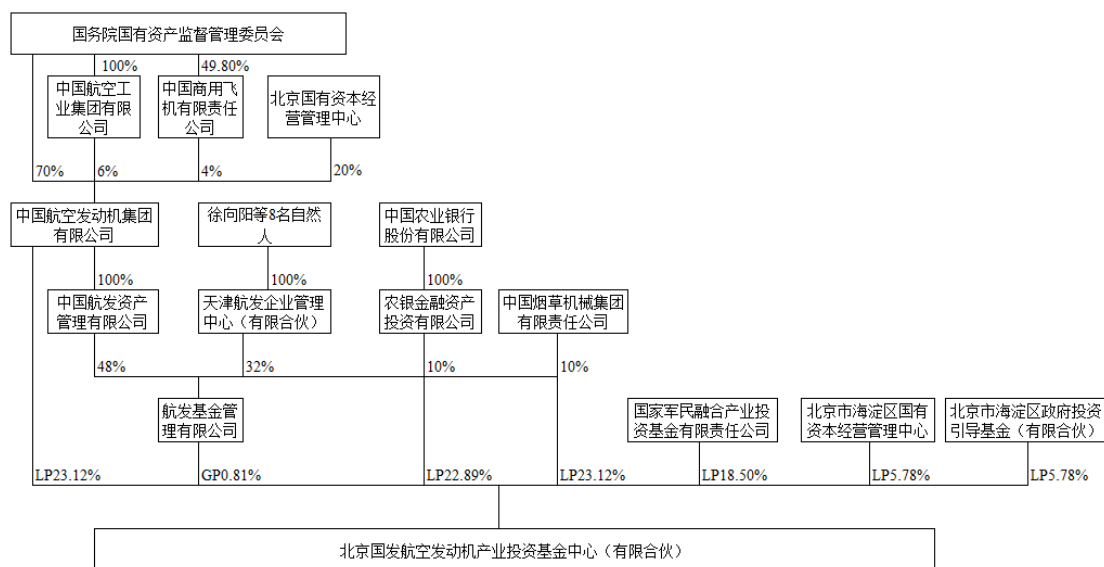 国务院国有资产监督管理委员会
100%
49.80%
中国航空工
业集团有限
公司
中国商用飞
机有限责任
公司
北京国有资本经
营管理中心
70%
6%
4%
20%
中国航空发动机集团
有限公司
徐向阳等8名自然
人
中国农业银行
股份有限公司
100%
100%
100%
中国航发资产
管理有限公司
天津航发企业管理
中心（有限合伙）
农银金融资产
投资有限公司
中国烟草机械集团
有限责任公司
48%
32%
10%
10%
航发基金管
理有限公司
国家军民融合产业投
资基金有限责任公司
北京市海淀区国有
资本经营管理中心
北京市海淀区政府投资
引导基金（有限合伙）
LP23.12%
GP0.81%
LP22.89%
LP23.12%
LP18.50%
LP5.78%
LP5.78%
北京国发航空发动机产业投资基金中心（有限合伙）